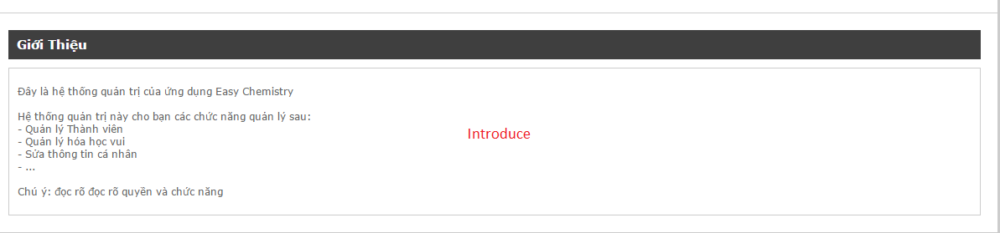 Giới Thiệu
Đây là hệ thống quản trị của ứng dụng Easy Chemistry
Hệ thống quản trị này cho bạn các chức năng quản lý sau:
- Quản lý Thành viên
- Quản lý hóa học vui
- Sửa thông tin cá nhân
- ...
Introduce
Chú ý: đọc rõ đọc rõ quyền và chức năng